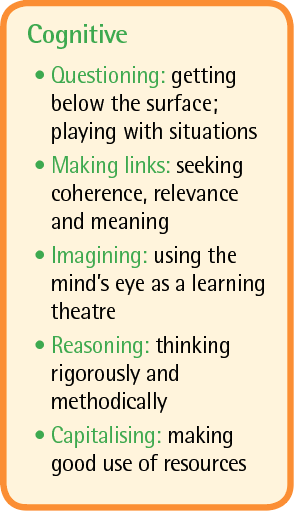 Cognitive
• Questioning: getting
below the surface;
playing with situations
• Making links: seeking
coherence, relevance
and meaning
• Imagining: using the
mind's eye as a learning
theatre
• Reasoning: thinking
rigorously and
methodically
• Capitalising: making
good use of resources